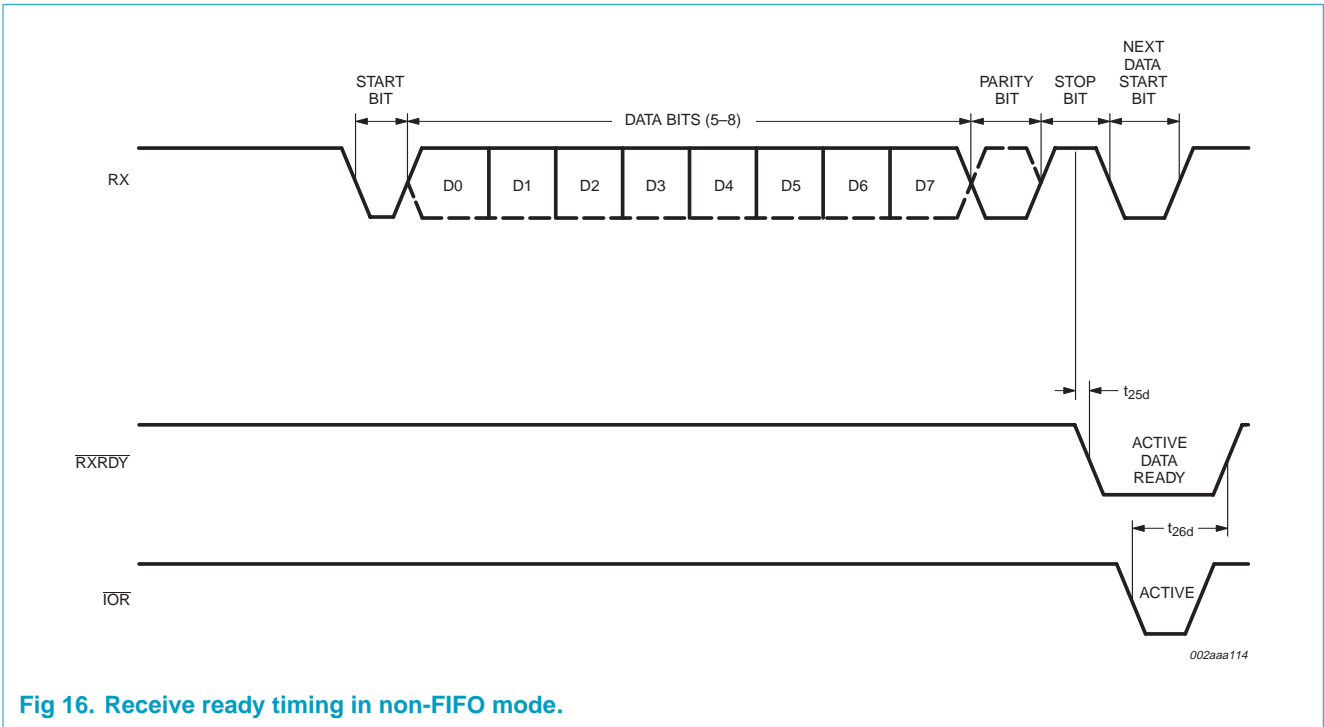 START
BIT
DATA BITS (5–8)
PARITY
BIT
STOP
BIT
NEXT
DATA
START
BIT
RX
D0
D1
D2
D3
D4
D5
D6
D7
t25d
RXRDY
ACTIVE
DATA
READY
t26d
IOR
ACTIVE
002aaa114
Fig 16. Receive ready timing in non-FIFO mode.